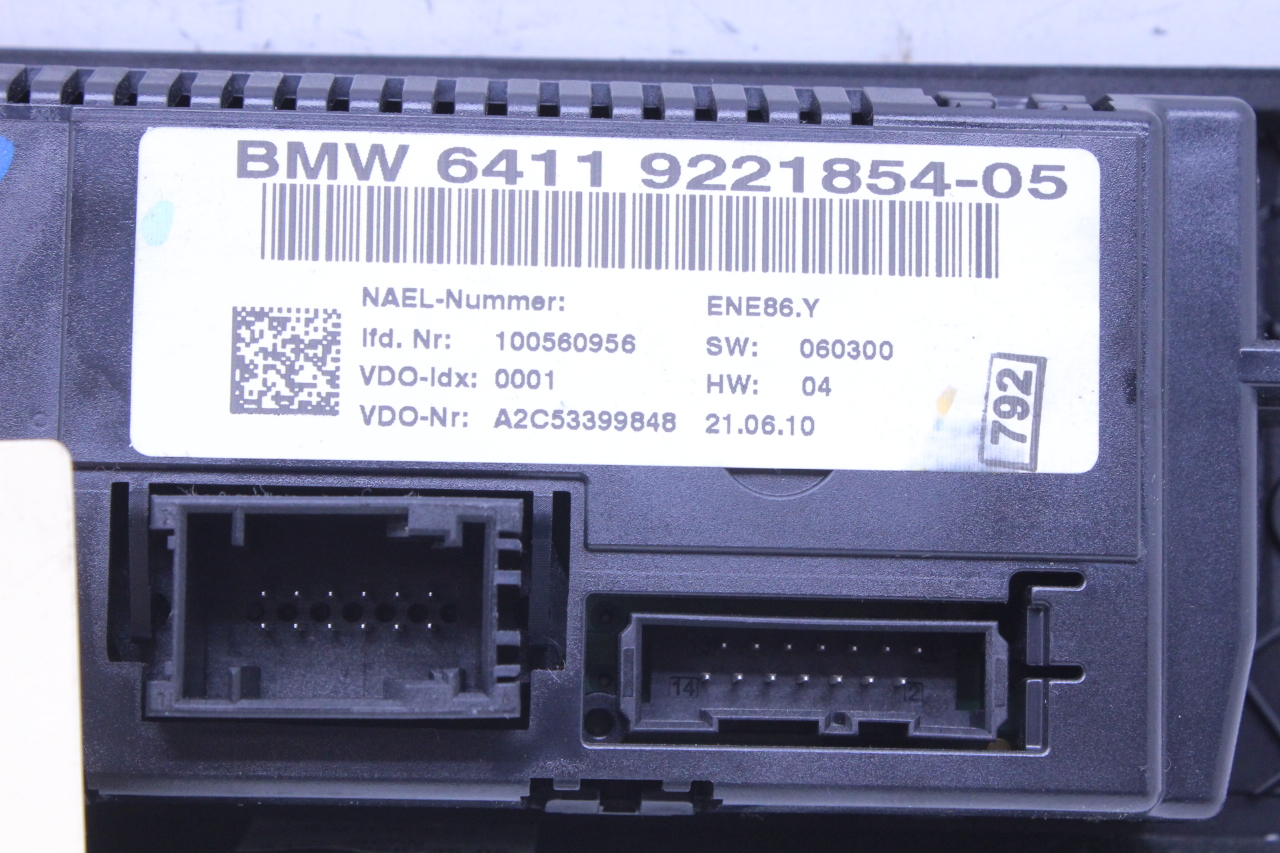 BMW 6411 9221854-05
NAEL-Nummer: ENE86.Y
lfd. Nr: 100560956 SW: 060300
VDO-Idx: 0001 HW: 04
VDO-Nr: A2C53399848 21.06.10
792
14 2